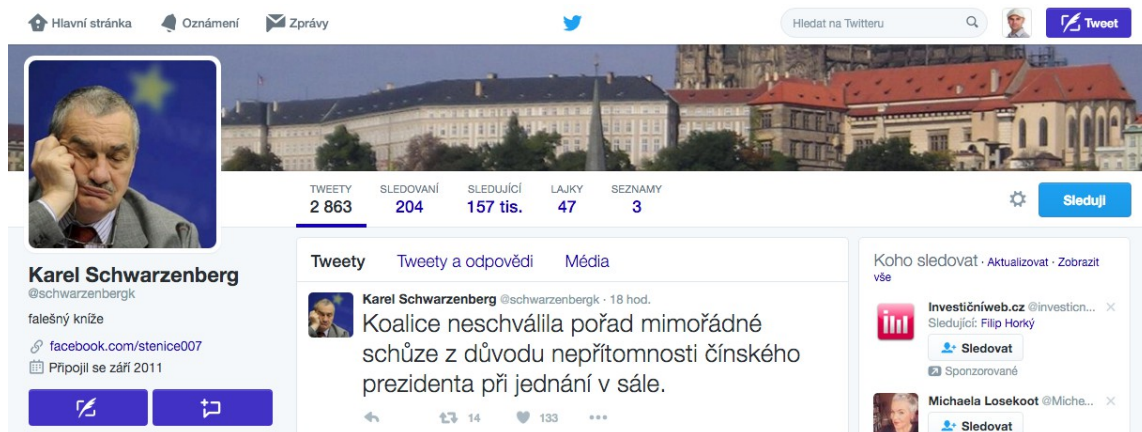 Hlavní stránka
Oznámení
Zprávy
Hledat na Twitteru
Tweet
TWEETY
2 863
SLEDOVANÍ
204
SLEDUJÍCÍ
157 tis.
LAJKY
47
SEZNAMY
3
Sleduji
Karel Schwarzenberg
@schwarzenbergk
falešný kníže
facebook.com/stenice007
Připojil se září 2011
Tweety
Tweety a odpovědi
Média
Karel Schwarzenberg @schwarzenbergk · 18 hod.
Koalice neschválila pořad mimořádné
schůze z důvodu nepřítomnosti čínského
prezidenta při jednání v sále.
14
133
Koho sledovat · Aktualizovat · Zobrazit
vše
Investičníweb.cz @investicn...
Sledující: Filip Horký
Sledovat
Sponzorované
Michaela Losekoot @Miche...
Sledovat